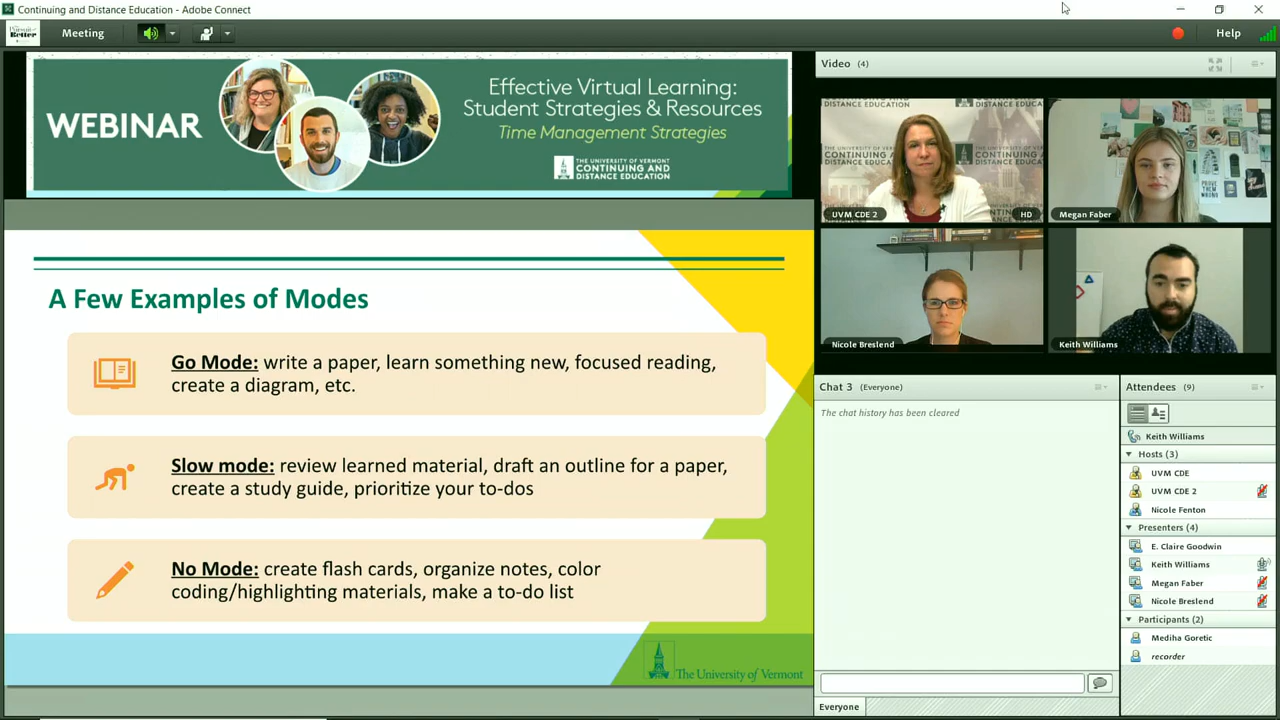 Continuing and Distance Education - Adobe Connect
Meeting
Help
WEBINAR
Effective Virtual Learning:
Student Strategies & Resources
Time Management Strategies
THE UNIVERSITY OF VERMONT
CONTINUING AND
DISTANCE EDUCATION
A Few Examples of Modes
Go Mode: write a paper, learn something new, focused reading,
create a diagram, etc.
Slow mode: review learned material, draft an outline for a paper,
create a study guide, prioritize your to-dos
No Mode: create flash cards, organize notes, color
coding/highlighting materials, make a to-do list
The University of Vermont
Video (4)
UVM CDE 2
HD
Megan Faber
Nicole Breslend
Keith Williams
Chat 3 (Everyone)
The chat history has been cleared
Everyone
Attendees (9)
Keith Williams
Hosts (3)
UVM CDE
UVM CDE 2
Nicole Fenton
Presenters (4)
E. Claire Goodwin
Keith Williams
Megan Faber
Nicole Breslend
Participants (2)
Mediha Goretic
recorder